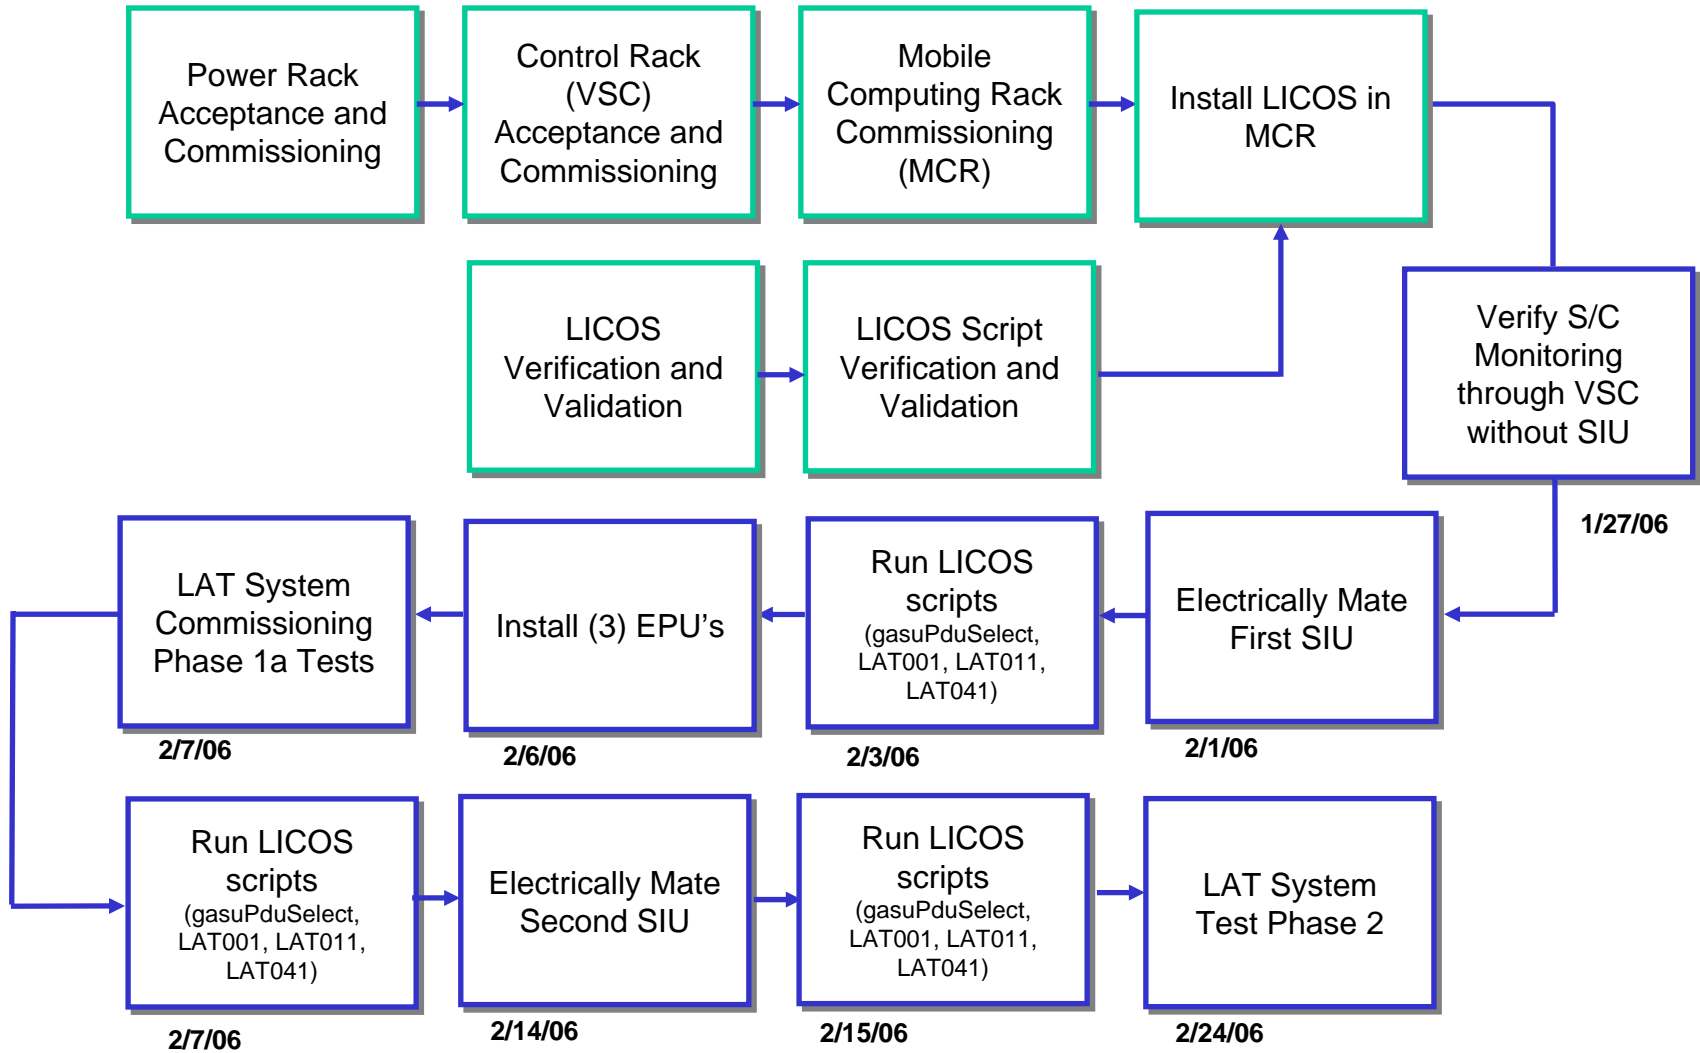 Power Rack
Acceptance and
Commissioning
Control Rack
(VSC)
Acceptance and
Commissioning
Mobile
Computing Rack
Commissioning
(MCR)
Install LICOS in
MCR
LICOS
Verification and
Validation
LICOS Script
Verification and
Validation
Verify S/C
Monitoring
through VSC
without SIU
1/27/06
Electrically Mate
First SIU
2/1/06
Run LICOS
scripts
(gasuPduSelect,
LAT001, LAT011,
LAT041)
2/3/06
Install (3) EPU’s
2/6/06
LAT System
Commissioning
Phase 1a Tests
2/7/06
Run LICOS
scripts
(gasuPduSelect,
LAT001, LAT011,
LAT041)
2/7/06
Electrically Mate
Second SIU
2/14/06
Run LICOS
scripts
(gasuPduSelect,
LAT001, LAT011,
LAT041)
2/15/06
LAT System
Test Phase 2
2/24/06